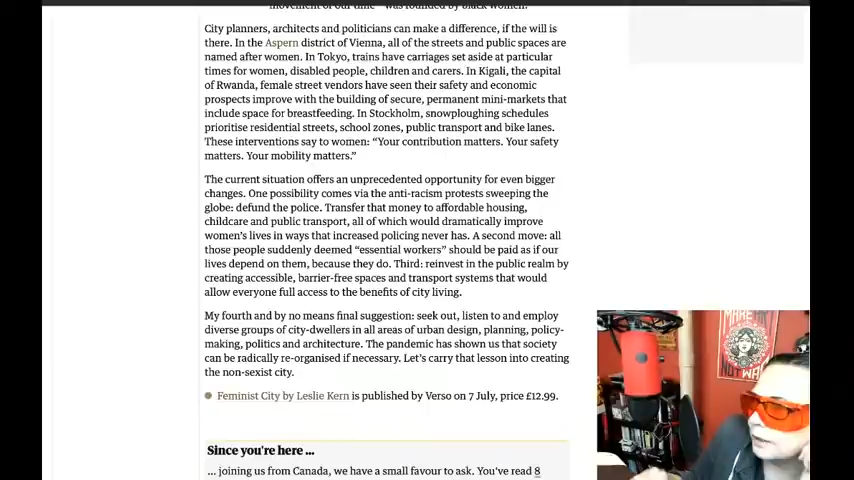 movement of our time” was founded by black women.
City planners, architects and politicians can make a difference, if the will is
there. In the Aspern district of Vienna, all of the streets and public spaces are
named after women. In Tokyo, trains have carriages set aside at particular
times for women, disabled people, children and carers. In Kigali, the capital
of Rwanda, female street vendors have seen their safety and economic
prospects improve with the building of secure, permanent mini-markets that
include space for breastfeeding. In Stockholm, snowploughing schedules
prioritise residential streets, school zones, public transport and bike lanes.
These interventions say to women: “Your contribution matters. Your safety
matters. Your mobility matters.”
The current situation offers an unprecedented opportunity for even bigger
changes. One possibility comes via the anti-racism protests sweeping the
globe: defund the police. Transfer that money to affordable housing,
childcare and public transport, all of which would dramatically improve
women’s lives in ways that increased policing never has. A second move: all
those people suddenly deemed “essential workers” should be paid as if our
lives depend on them, because they do. Third: reinvest in the public realm by
creating accessible, barrier-free spaces and transport systems that would
allow everyone full access to the benefits of city living.
My fourth and by no means final suggestion: seek out, listen to and employ
diverse groups of city-dwellers in all areas of urban design, planning, policy-
making, politics and architecture. The pandemic has shown us that society
can be radically re-organised if necessary. Let’s carry that lesson into creating
the non-sexist city.
Feminist City by Leslie Kern is published by Verso on 7 July, price £12.99.
Since you're here ...
... joining us from Canada, we have a small favour to ask. You've read 8
MAKE ART
NOT WAR